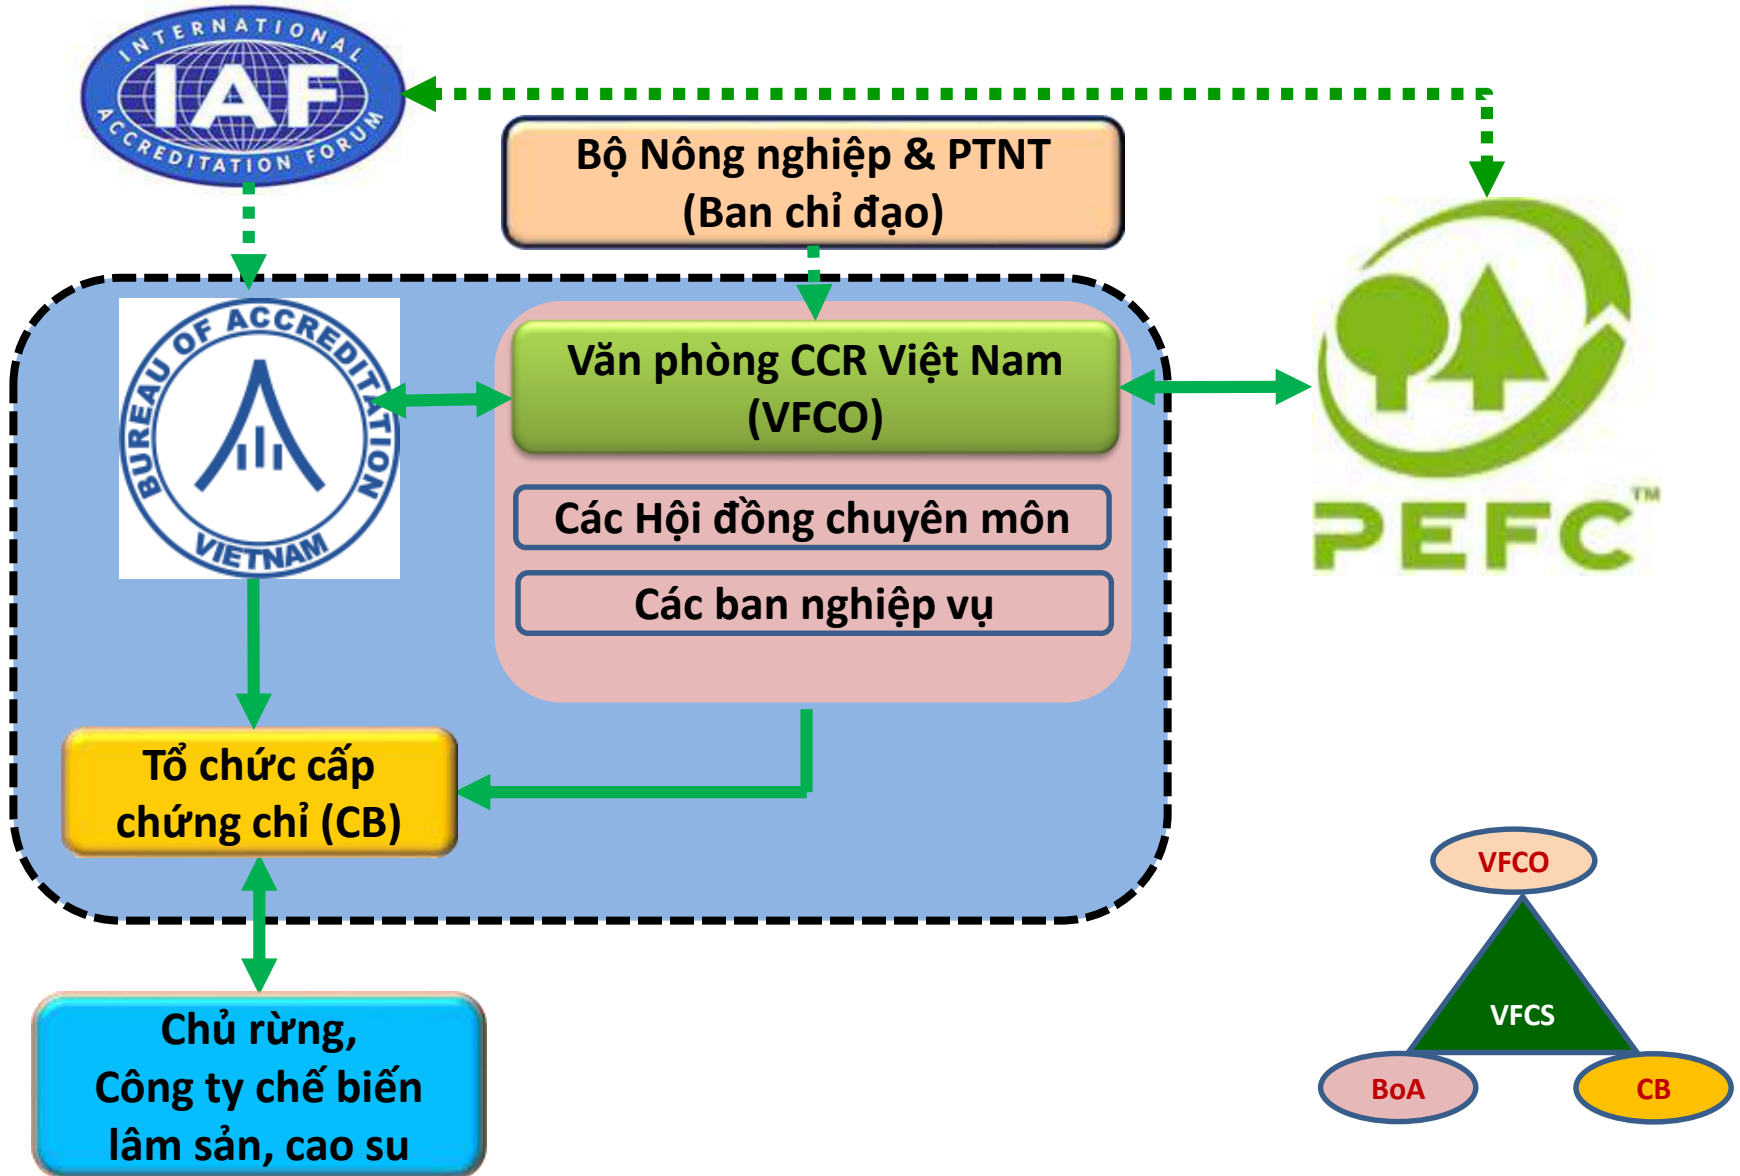 INTERNATIONAL
IAF
ACCREDITATION FORUM
Bộ Nông nghiệp & PTNT
(Ban chỉ đạo)
BUREAU OF ACCREDITATION
VIETNAM
Văn phòng CCR Việt Nam
(VFCO)
Các Hội đồng chuyên môn
Các ban nghiệp vụ
PEFC™
Tổ chức cấp
chứng chỉ (CB)
Chủ rừng,
Công ty chế biến
lâm sản, cao su
VFCO
VFCS
BoA
CB